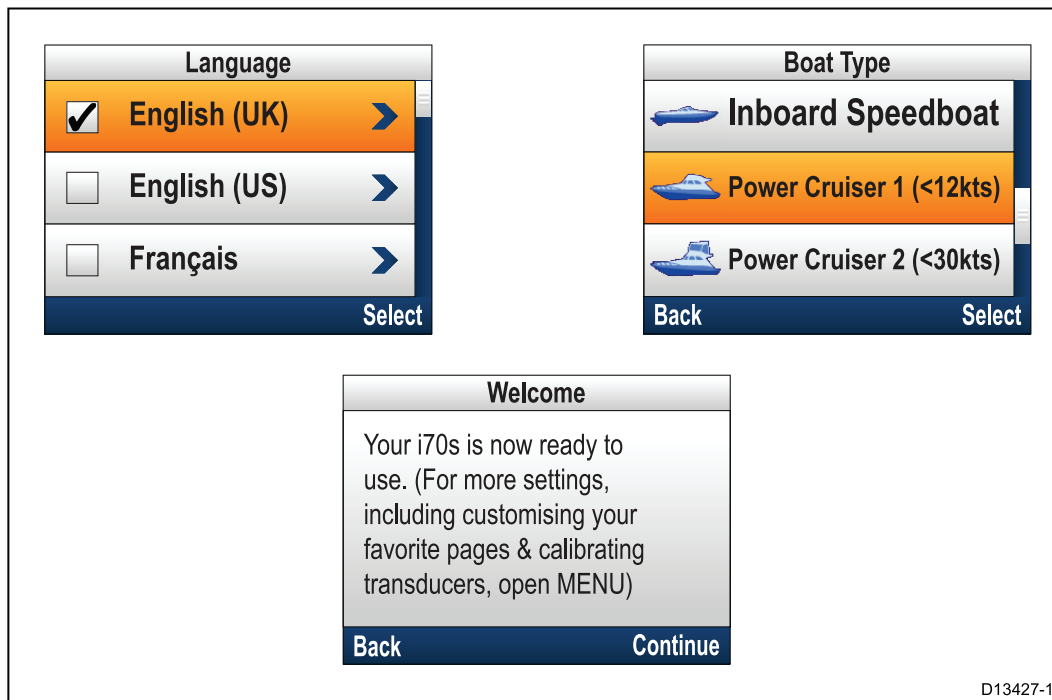 Language
English (UK)
English (US)
Français
Select
Boat Type
Inboard Speedboat
Power Cruiser 1 (<12kts)
Power Cruiser 2 (<30kts)
Back Select
Welcome
Your i70s is now ready to
use. (For more settings,
including customising your
favorite pages & calibrating
transducers, open MENU)
Back Continue
D13427-1